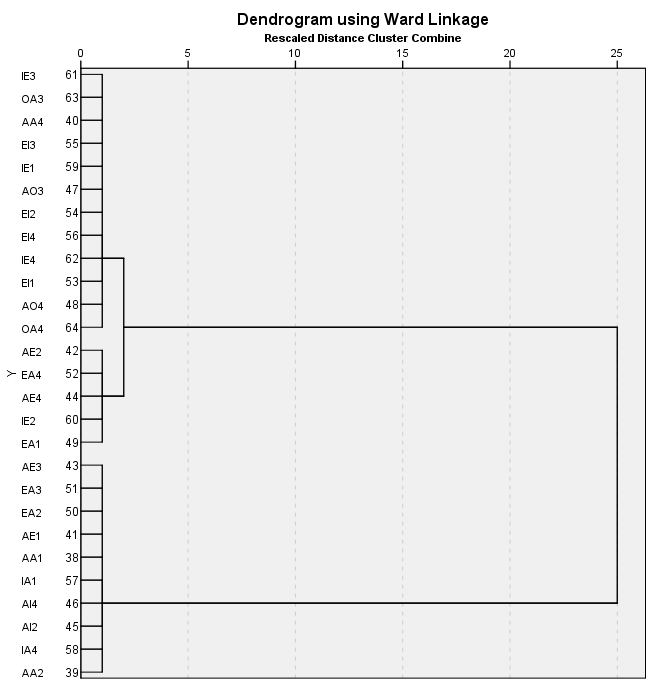 Dendrogram using Ward Linkage
Rescaled Distance Cluster Combine
0 5 10 15 20 25
IE3 61
OA3 63
AA4 40
EI3 55
IE1 59
AO3 47
EI2 54
EI4 56
IE4 62
EI1 53
AO4 48
OA4 64
AE2 42
Y
EA4 52
AE4 44
IE2 60
EA1 49
AE3 43
EA3 51
EA2 50
AE1 41
AA1 38
IA1 57
AI4 46
AI2 45
IA4 58
AA2 39